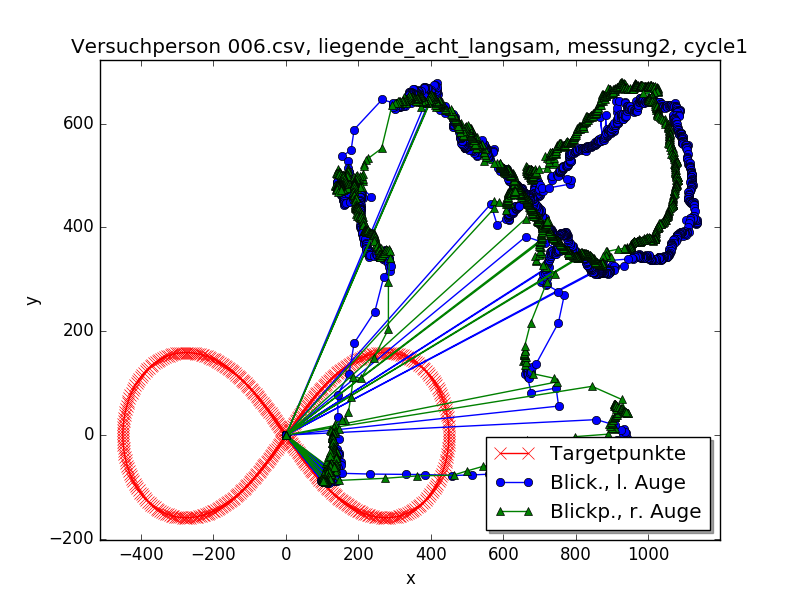 Versuchperson 006.csv, liegende_acht_langsam, messung2, cycle1
600
400
200
0
−200
y
−400
−200
0
200
400
600
800
1000
x
Targetpunkte
Blick., l. Auge
Blickp., r. Auge